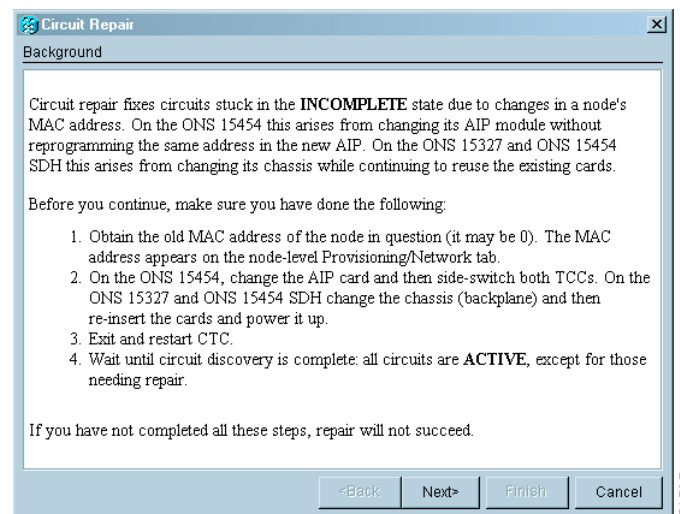 Circuit Repair
Background
Circuit repair fixes circuits stuck in the INCOMPLETE state due to changes in a node's
MAC address. On the ONS 15454 this arises from changing its AIP module without
reprogramming the same address in the new AIP. On the ONS 15327 and ONS 15454
SDH this arises from changing its chassis while continuing to reuse the existing cards.
Before you continue, make sure you have done the following:
1. Obtain the old MAC address of the node in question (it may be 0). The MAC
address appears on the node-level Provisioning/Network tab.
2. On the ONS 15454, change the AIP card and then side-switch both TCCs. On the
ONS 15327 and ONS 15454 SDH change the chassis (backplane) and then
re-insert the cards and power it up.
3. Exit and restart CTC.
4. Wait until circuit discovery is complete: all circuits are ACTIVE, except for those
needing repair.
If you have not completed all these steps, repair will not succeed.
<Back Next> Finish Cancel